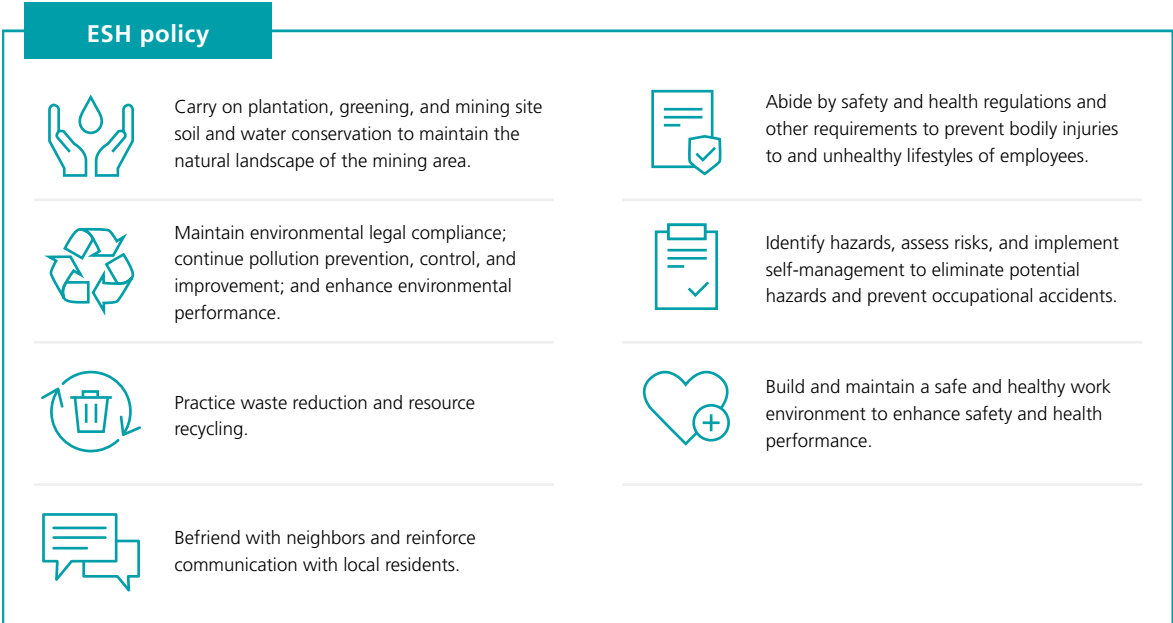 ESH policy
Carry on plantation, greening, and mining site
soil and water conservation to maintain the
natural landscape of the mining area.
Maintain environmental legal compliance;
continue pollution prevention, control, and
improvement; and enhance environmental
performance.
Practice waste reduction and resource
recycling.
Befriend with neighbors and reinforce
communication with local residents.
Abide by safety and health regulations and
other requirements to prevent bodily injuries
to and unhealthy lifestyles of employees.
Identify hazards, assess risks, and implement
self-management to eliminate potential
hazards and prevent occupational accidents.
Build and maintain a safe and healthy work
environment to enhance safety and health
performance.